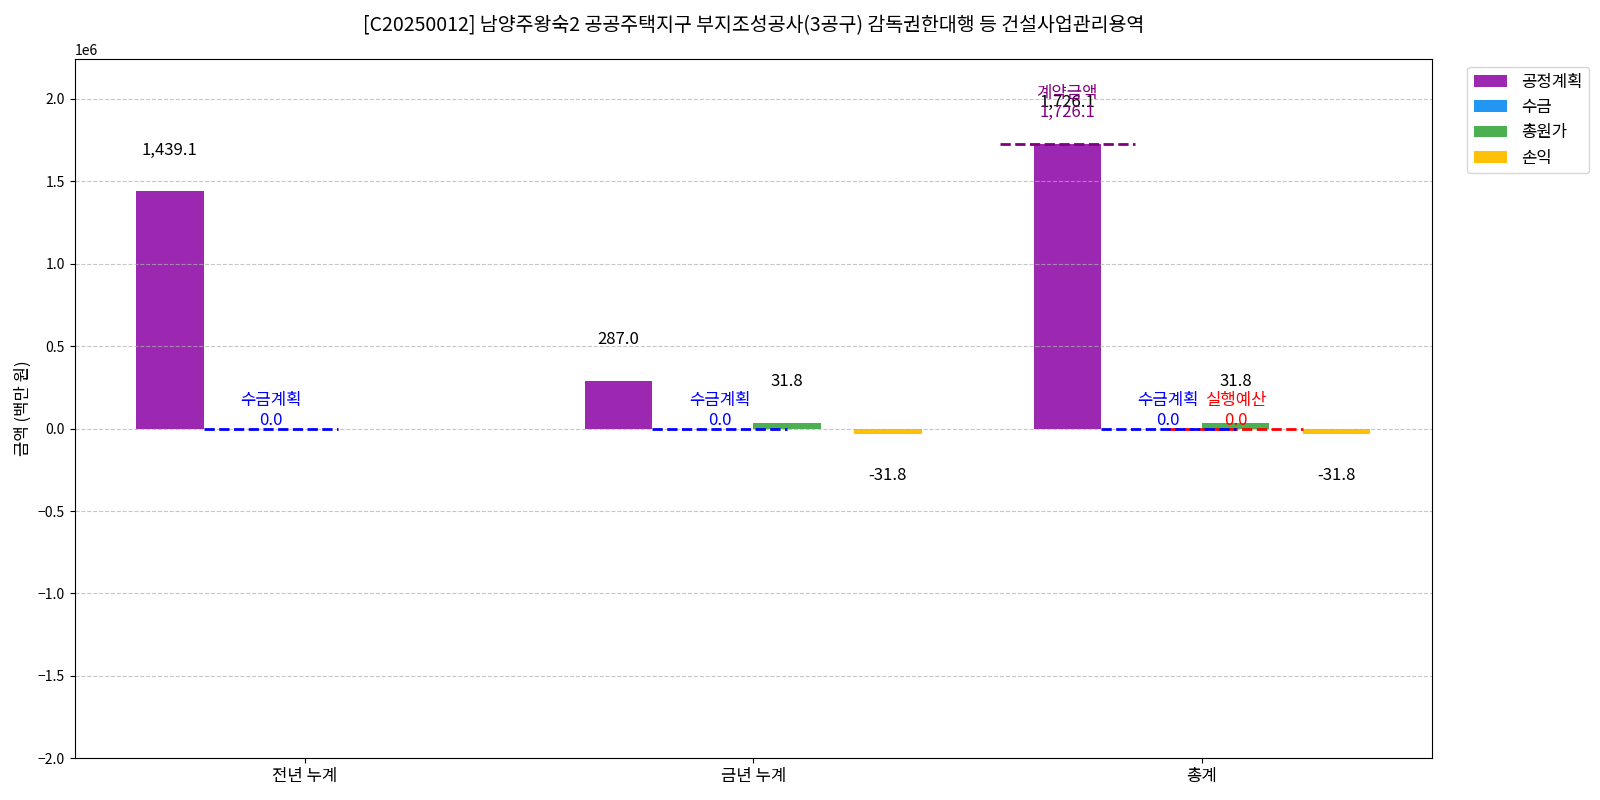 [C20250012] 남양주왕숙2 공공주택지구 부지조성공사(3공구) 감독권한대행 등 건설사업관리용역
1e6
공정계획
수금
총원가
손익
금액 (백만 원)
2.0
1.5
1.0
0.5
0.0
−0.5
−1.0
−1.5
−2.0
1,439.1
수금계획
0.0
287.0
수금계획
0.0
31.8
-31.8
계약금액
1,726.1
1,726.1
수금계획
0.0
31.8
실행예산
0.0
-31.8
전년 누계
금년 누계
총계